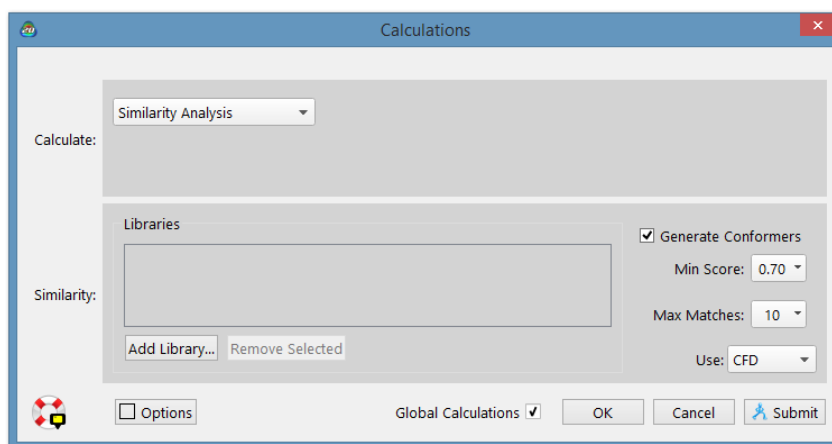 Calculations
Calculate:
Similarity Analysis
Similarity:
Libraries
Add Library...
Remove Selected
Generate Conformers
Min Score: 0.70
Max Matches: 10
Use: CFD
Options
Global Calculations
OK
Cancel
Submit